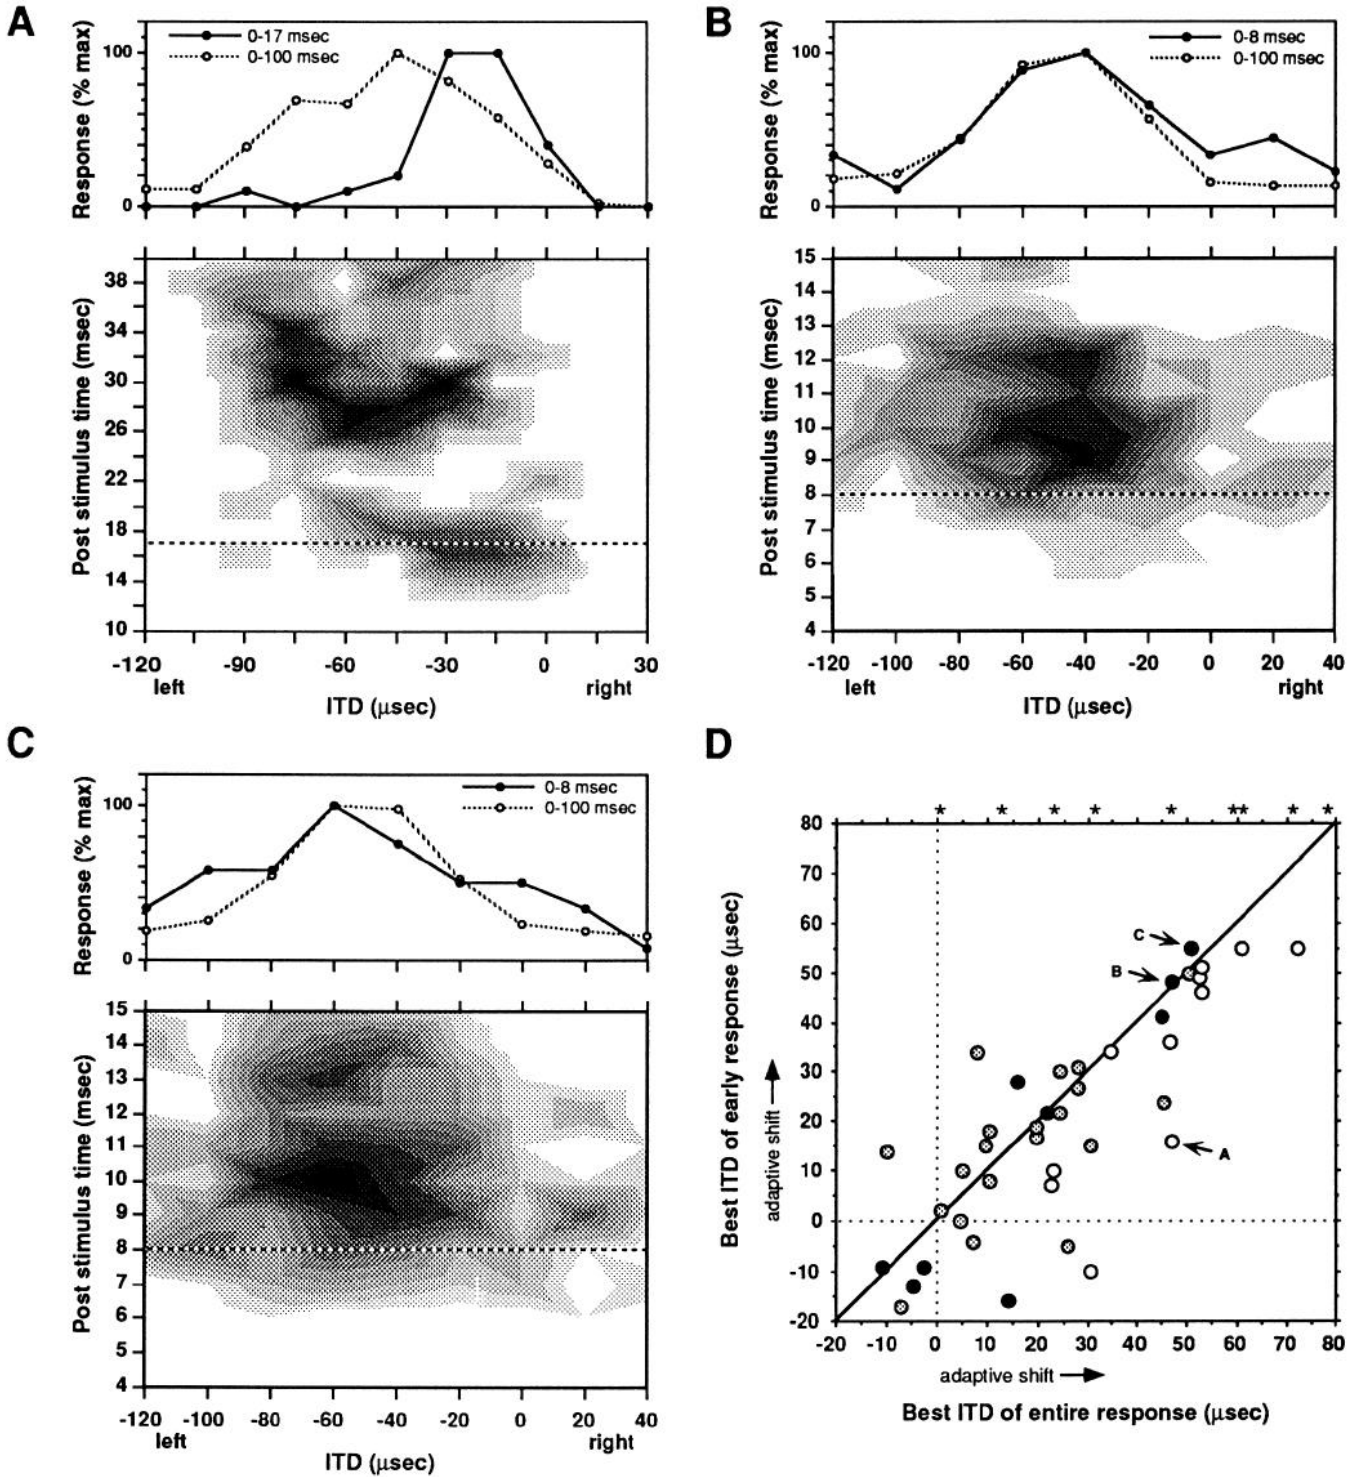 A
Response (% max)
100
0
0-17 msec
0-100 msec
Post stimulus time (msec)
38
34
30
26
22
18
14
10
-120 -90 -60 -30 0 30
left right
ITD (μsec)
B
Response (% max)
100
0
0-8 msec
0-100 msec
Post stimulus time (msec)
15
14
13
12
11
10
9
8
7
6
5
4
-120 -100 -80 -60 -40 -20 0 20 40
left right
ITD (μsec)
C
Response (% max)
100
0
0-8 msec
0-100 msec
Post stimulus time (msec)
15
14
13
12
11
10
9
8
7
6
5
4
-120 -100 -80 -60 -40 -20 0 20 40
left right
ITD (μsec)
D
* * * * * ** * *
Best ITD of early response (μsec)
adaptive shift
80
70
60
50
40
30
20
10
0
-10
-20
C
B
A
-20 -10 0 10 20 30 40 50 60 70 80
adaptive shift
Best ITD of entire response (μsec)